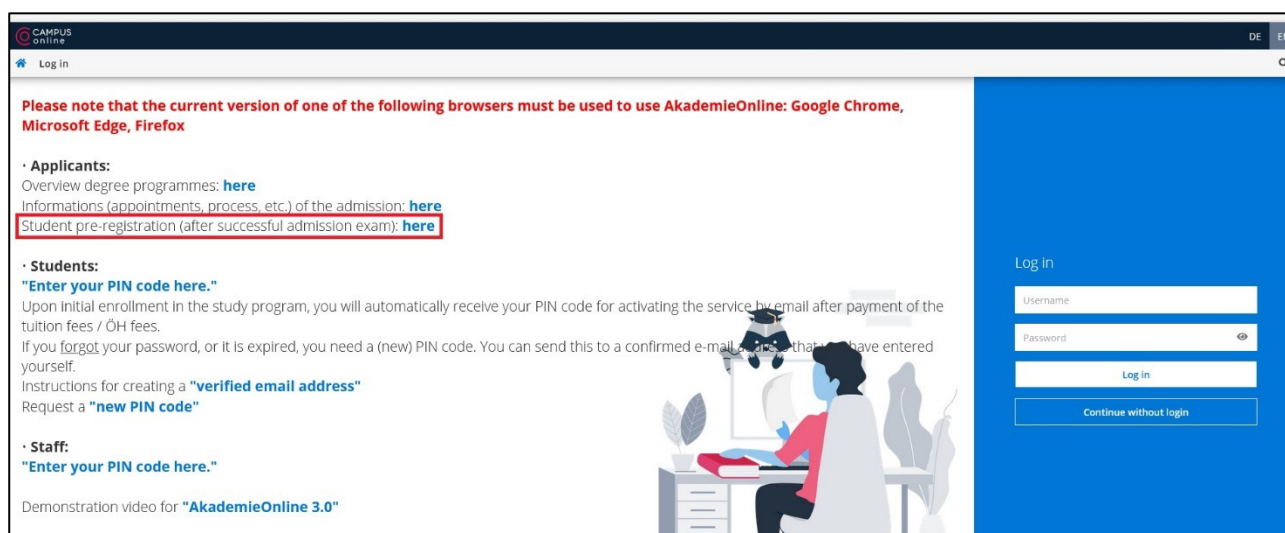 CAMPUS
online
DE EN
Log in
Please note that the current version of one of the following browsers must be used to use AkademieOnline: Google Chrome,
Microsoft Edge, Firefox
· Applicants:
Overview degree programmes: here
Informations (appointments, process, etc.) of the admission: here
Student pre-registration (after successful admission exam): here
· Students:
"Enter your PIN code here."
Upon initial enrollment in the study program, you will automatically receive your PIN code for activating the service by email after payment of the
tuition fees / ÖH fees.
If you forgot your password, or it is expired, you need a (new) PIN code. You can send this to a confirmed e-mail address that you have entered
yourself.
Instructions for creating a "verified email address"
Request a "new PIN code"
· Staff:
"Enter your PIN code here."
Demonstration video for "AkademieOnline 3.0"
Log in
Username
Password
Log in
Continue without login